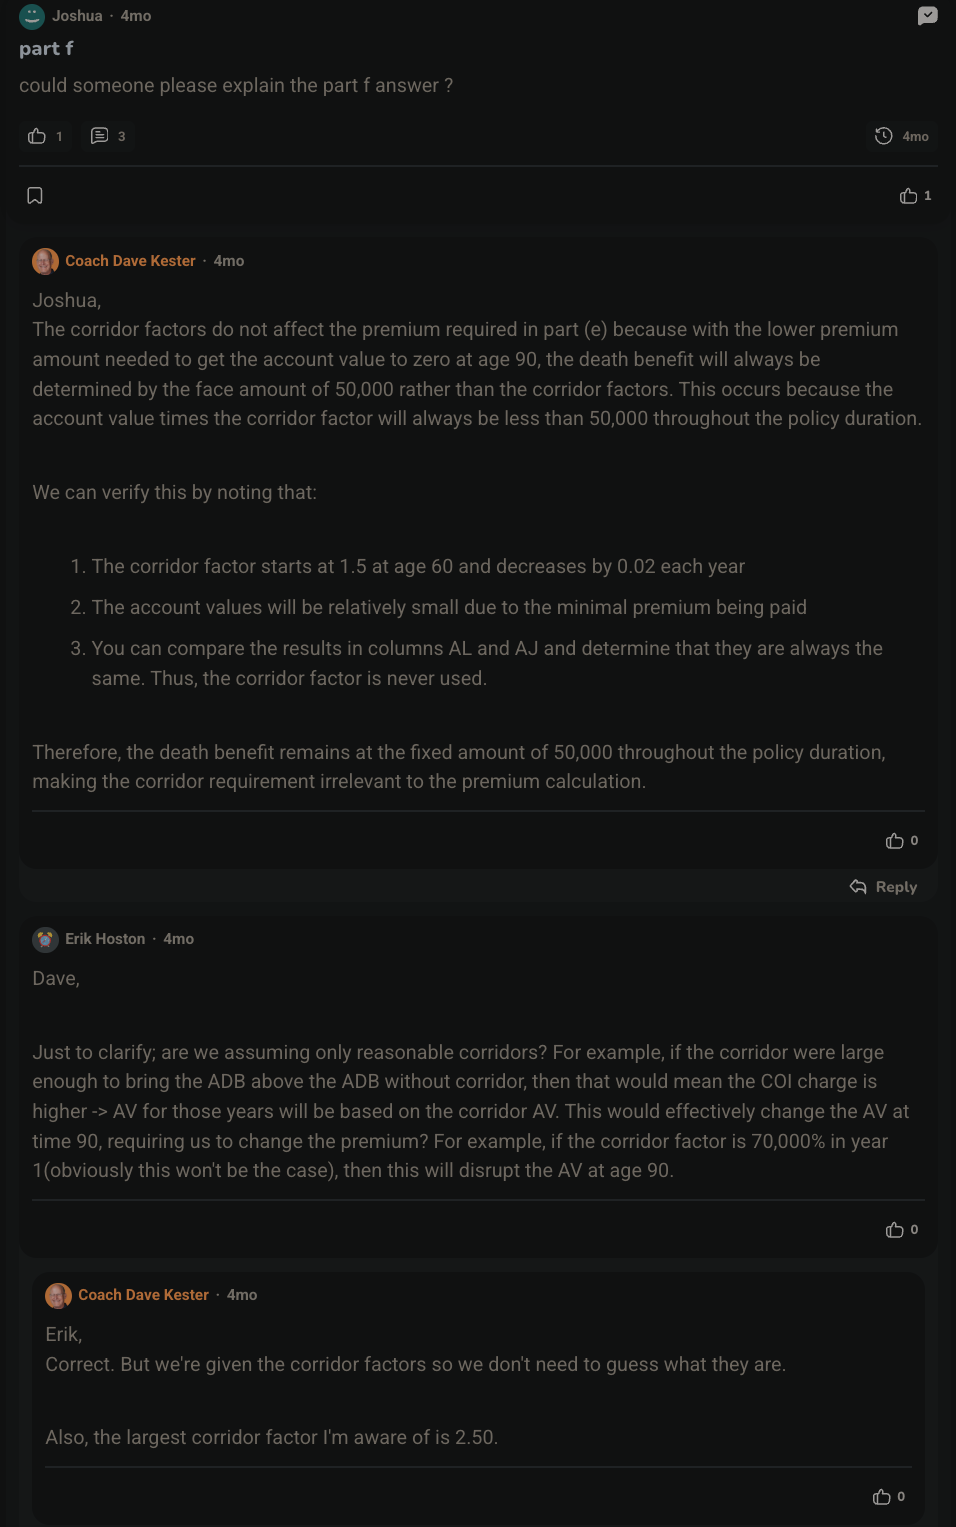 Joshua · 4mo
part f
could someone please explain the part f answer ?
1 3 4mo
1
Coach Dave Kester · 4mo
Joshua,
The corridor factors do not affect the premium required in part (e) because with the lower premium
amount needed to get the account value to zero at age 90, the death benefit will always be
determined by the face amount of 50,000 rather than the corridor factors. This occurs because the
account value times the corridor factor will always be less than 50,000 throughout the policy duration.
We can verify this by noting that:
1. The corridor factor starts at 1.5 at age 60 and decreases by 0.02 each year
2. The account values will be relatively small due to the minimal premium being paid
3. You can compare the results in columns AL and AJ and determine that they are always the
same. Thus, the corridor factor is never used.
Therefore, the death benefit remains at the fixed amount of 50,000 throughout the policy duration,
making the corridor requirement irrelevant to the premium calculation.
0
Reply
Erik Hoston · 4mo
Dave,
Just to clarify; are we assuming only reasonable corridors? For example, if the corridor were large
enough to bring the ADB above the ADB without corridor, then that would mean the COI charge is
higher -> AV for those years will be based on the corridor AV. This would effectively change the AV at
time 90, requiring us to change the premium? For example, if the corridor factor is 70,000% in year
1(obviously this won't be the case), then this will disrupt the AV at age 90.
0
Coach Dave Kester · 4mo
Erik,
Correct. But we're given the corridor factors so we don't need to guess what they are.
Also, the largest corridor factor I'm aware of is 2.50.
0